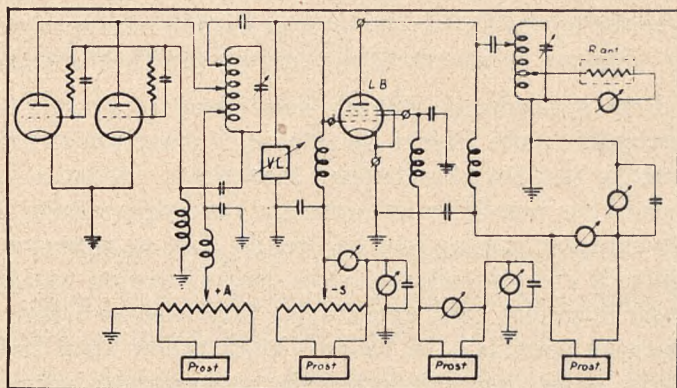 R ant.
LB
VL
+A
-S
Prost
Prost
Prost
Prost